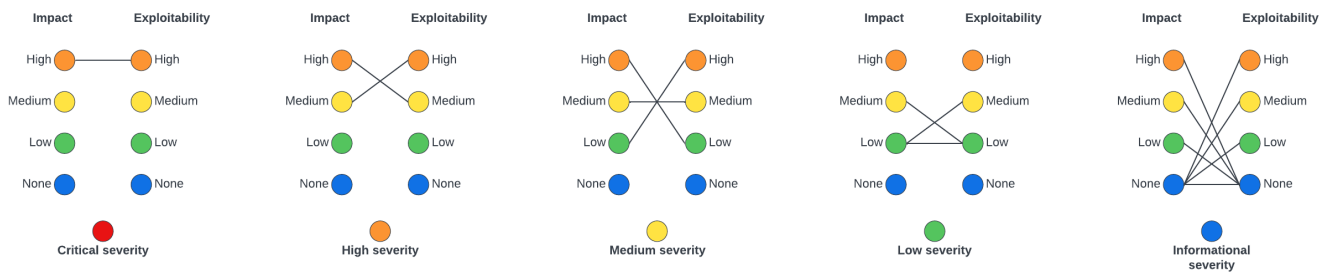 Impact Exploitability
High High
Medium Medium
Low Low
None None
Critical severity
Impact Exploitability
High High
Medium Medium
Low Low
None None
High severity
Impact Exploitability
High High
Medium Medium
Low Low
None None
Medium severity
Impact Exploitability
High High
Medium Medium
Low Low
None None
Low severity
Impact Exploitability
High High
Medium Medium
Low Low
None None
Informational
severity